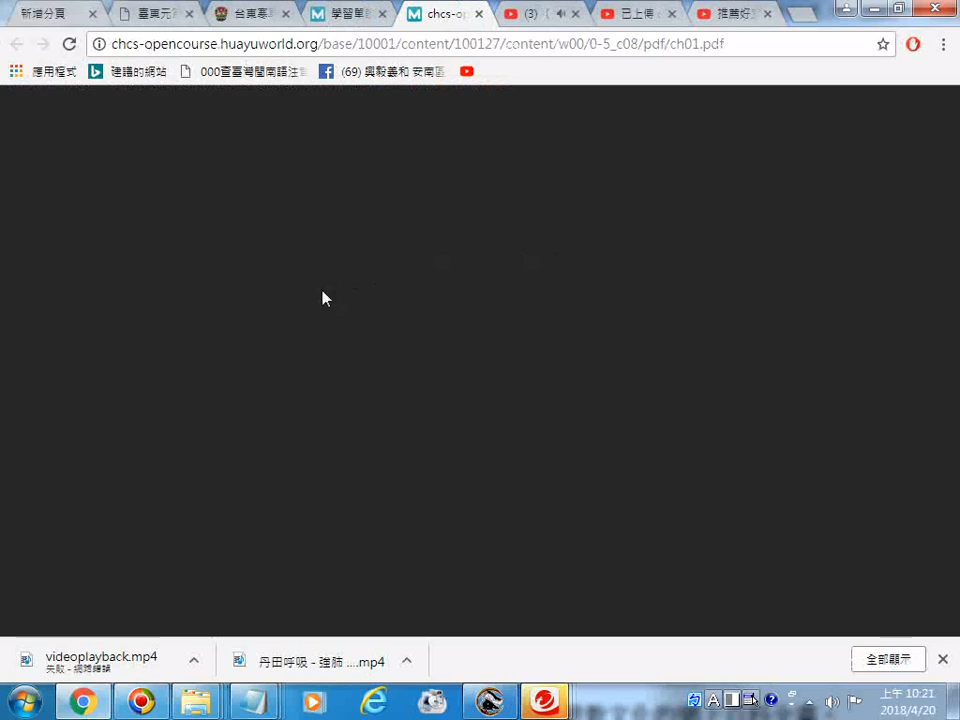 新增分頁
臺東元
台東專
學習單
chcs-o
(3)
已上傳
推薦好
chcs-opencourse.huayuworld.org/base/10001/content/100127/content/w00/0-5_c08/pdf/ch01.pdf
應用程式
建議的網站
000查臺灣閩南語注
(69) 興毅義和 安南區
videoplayback.mp4
失敗 - 網路錯誤
丹田呼吸 - 強肺 ....mp4
全部顯示
A
上午 10:21
2018/4/20